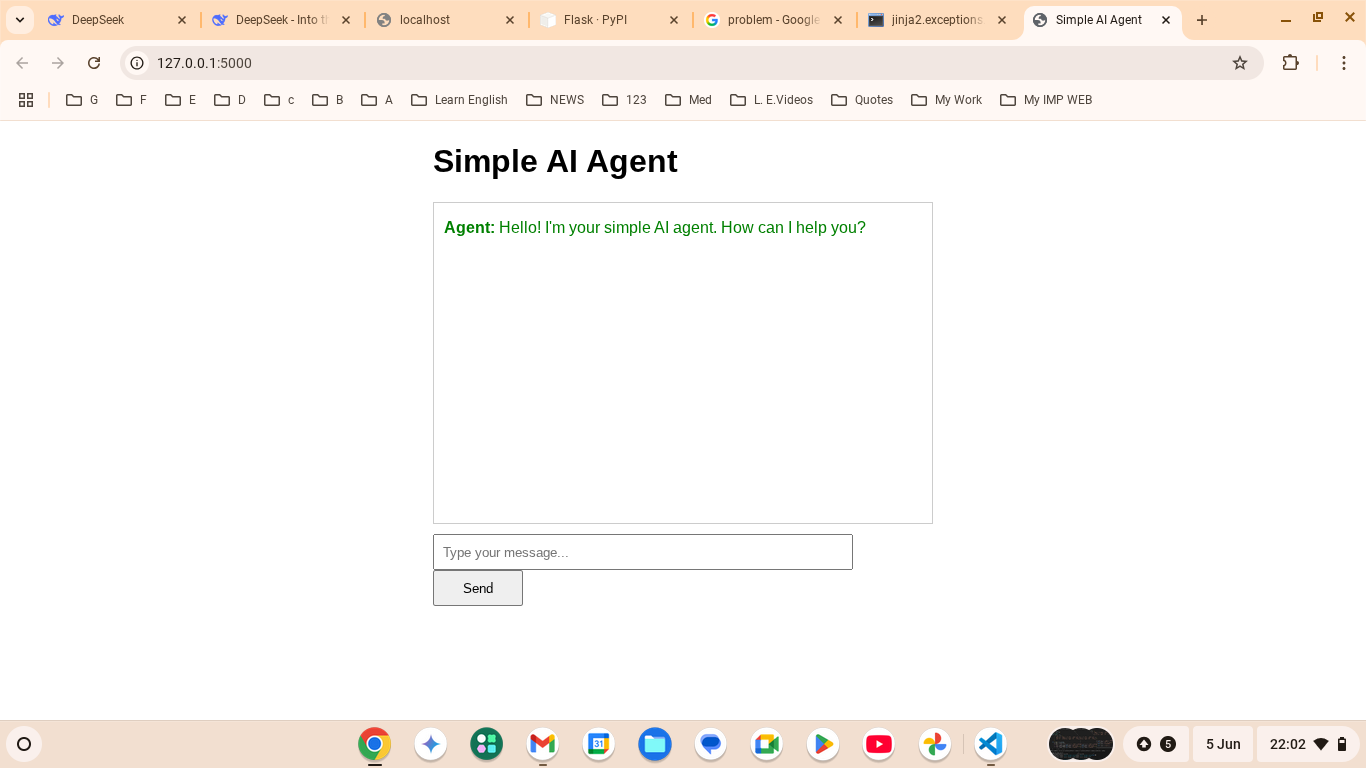 DeepSeek
DeepSeek - Into th
localhost
Flask · PyPI
problem - Google
jinja2.exceptions
Simple AI Agent
127.0.0.1:5000
G
F
E
D
c
B
A
Learn English
NEWS
123
Med
L. E.Videos
Quotes
My Work
My IMP WEB
Simple AI Agent
Agent: Hello! I'm your simple AI agent. How can I help you?
Type your message...
Send
31
5
5 Jun
22:02